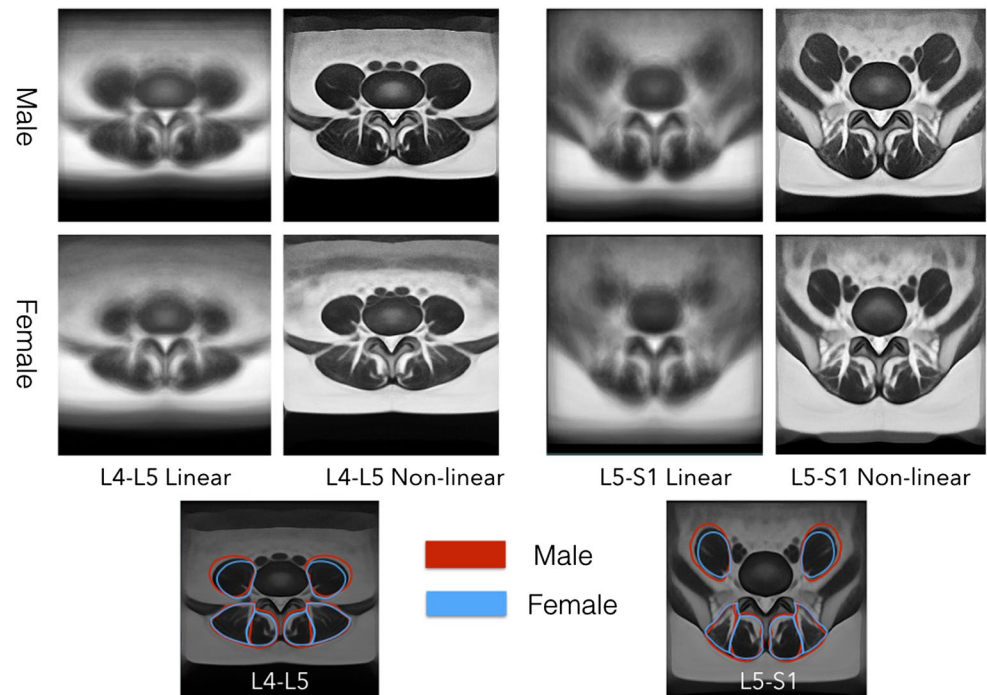 Male
Female
L4-L5 Linear
L4-L5 Non-linear
L5-S1 Linear
L5-S1 Non-linear
Male
Female
L4-L5
L5-S1